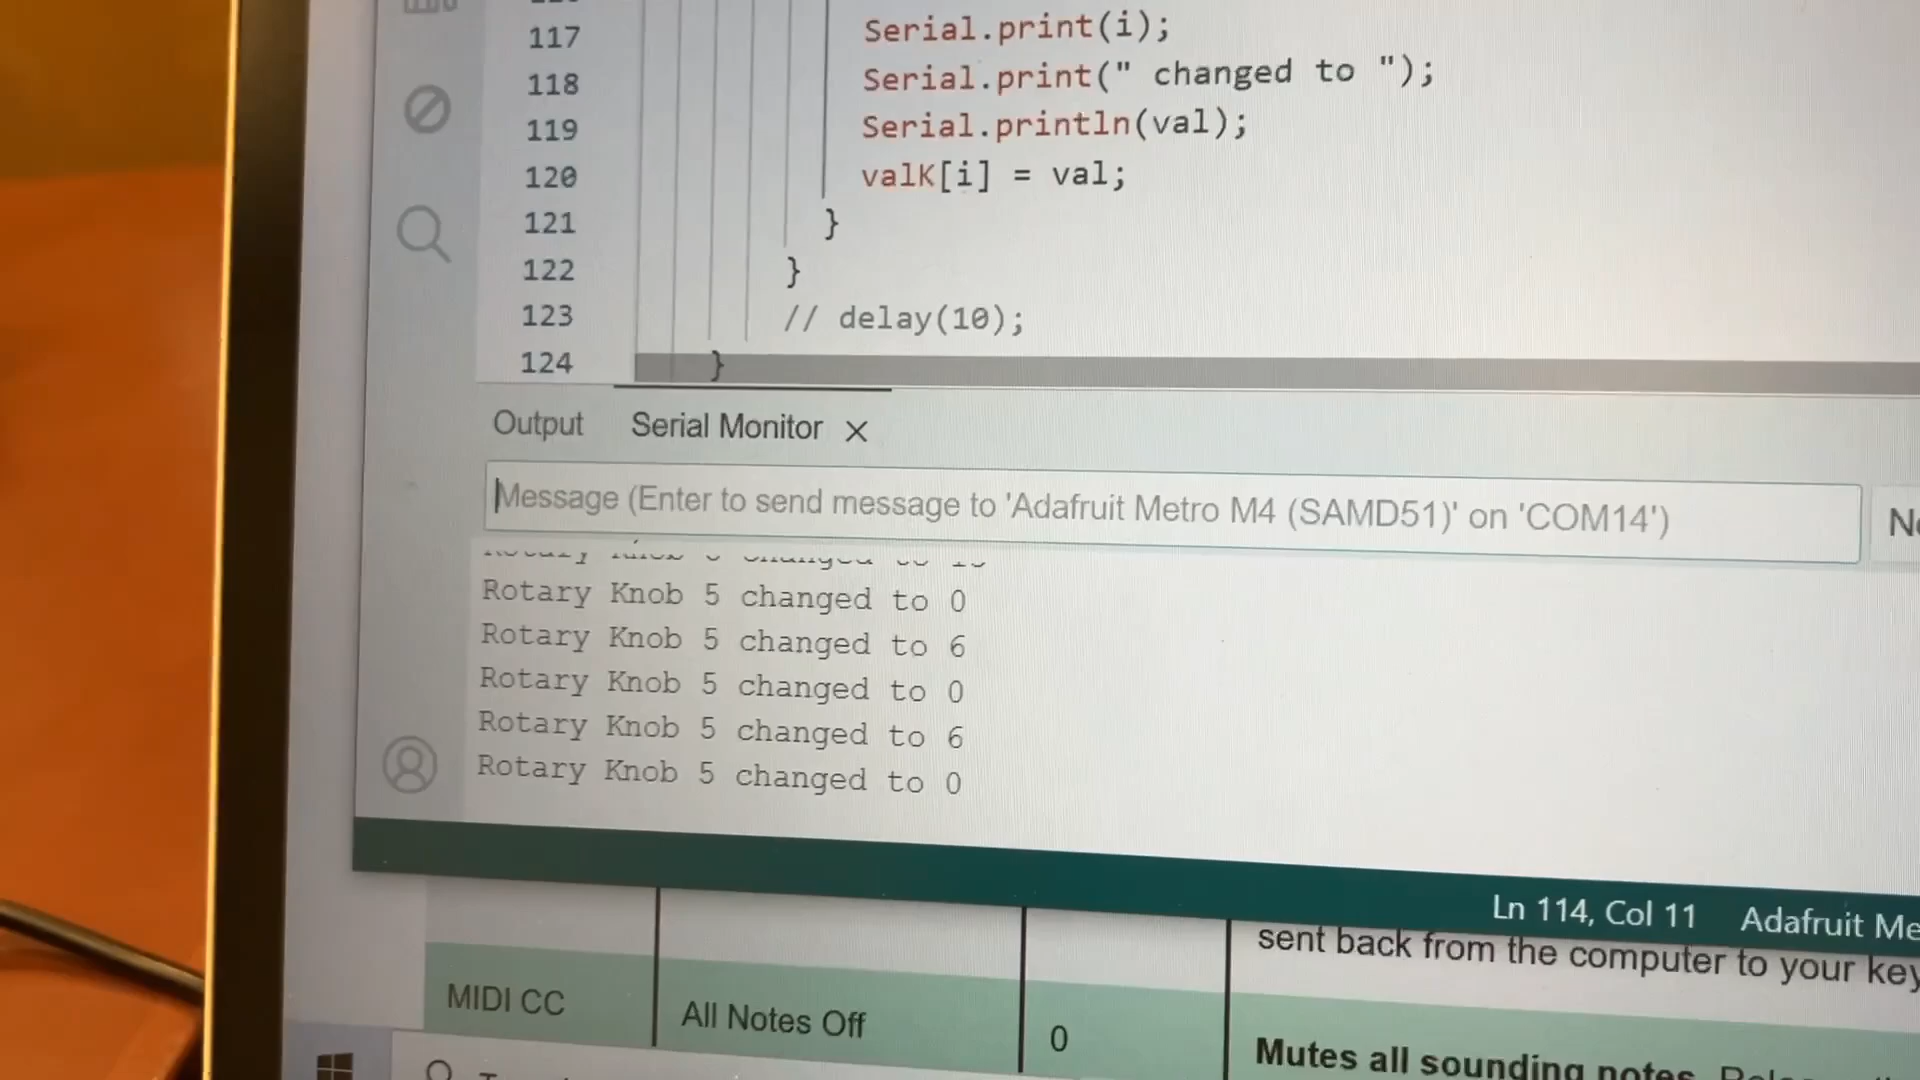 117 Serial.print(i);
118 Serial.print(" changed to ");
119 Serial.println(val);
120 valK[i] = val;
121 }
122 }
123 // delay(10);
124 }
Output Serial Monitor ×
Message (Enter to send message to 'Adafruit Metro M4 (SAMD51)' on 'COM14')
Rotary Knob 5 changed to 0
Rotary Knob 5 changed to 6
Rotary Knob 5 changed to 0
Rotary Knob 5 changed to 6
Rotary Knob 5 changed to 0
Ln 114, Col 11 Adafruit Me
sent back from the computer to your key
MIDI CC All Notes Off 0
Mutes all sounding notes.